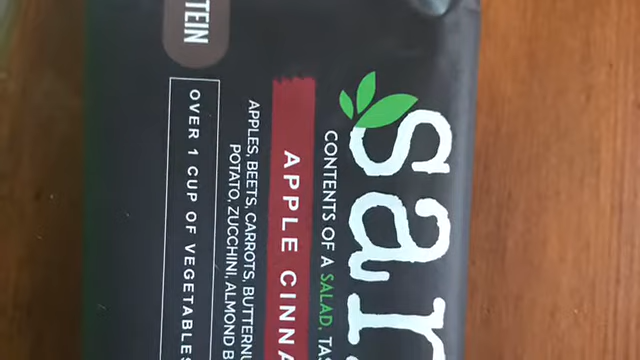 sar
CONTENTS OF A SALAD, TAS
APPLE CINNA
APPLES, BEETS, CARROTS, BUTTERNU
POTATO, ZUCCHINI, ALMOND B
OVER 1 CUP OF VEGETABLES
TEIN